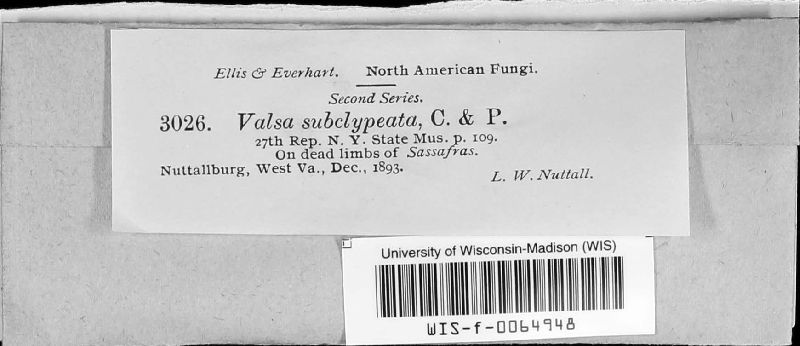 Ellis & Everhart. North American Fungi.
Second Series.
3026. Valsa subclypeata, C. & P.
27th Rep. N. Y. State Mus. p. 109.
On dead limbs of Sassafras.
Nuttallburg, West Va., Dec., 1893.
L. W. Nuttall.
University of Wisconsin-Madison (WIS)
WIS-f-0064948